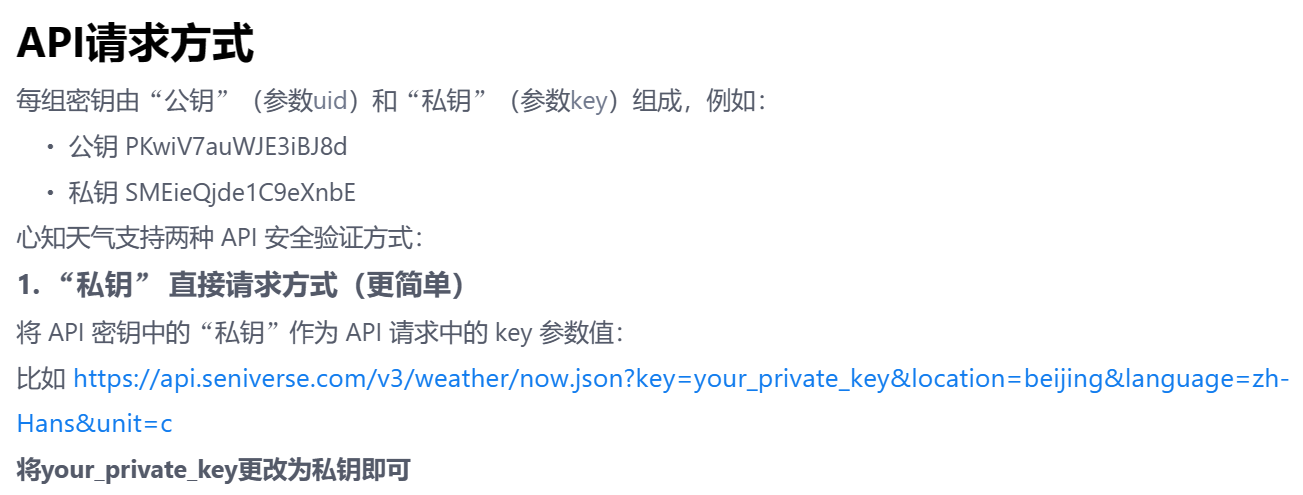 API请求方式
每组密钥由“公钥”（参数uid）和“私钥”（参数key）组成，例如：
• 公钥 PKwiV7auWJE3iBJ8d
• 私钥 SMEieQjde1C9eXnbE
心知天气支持两种 API 安全验证方式：
1. “私钥” 直接请求方式（更简单）
将 API 密钥中的“私钥”作为 API 请求中的 key 参数值：
比如 https://api.seniverse.com/v3/weather/now.json?key=your_private_key&location=beijing&language=zh-
Hans&unit=c
将your_private_key更改为私钥即可